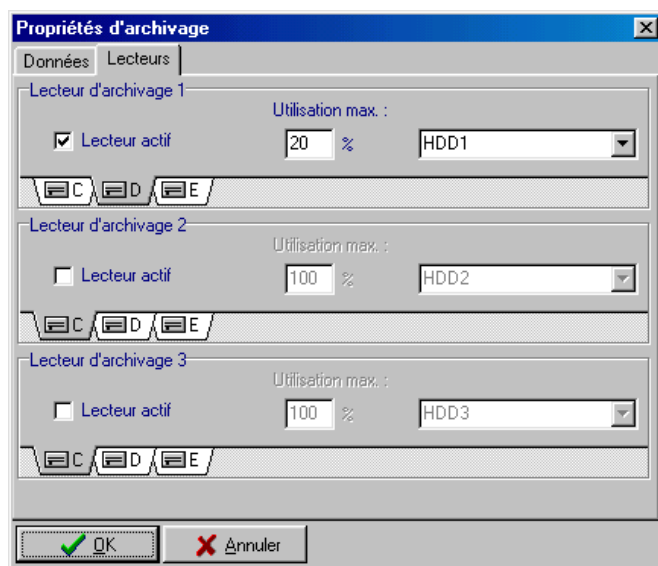 Propriétés d'archivage
Données Lecteurs
Lecteur d'archivage 1
Utilisation max. :
Lecteur actif 20 % HDD1
C D E
Lecteur d'archivage 2
Utilisation max. :
Lecteur actif 100 % HDD2
C D E
Lecteur d'archivage 3
Utilisation max. :
Lecteur actif 100 % HDD3
C D E
OK Annuler